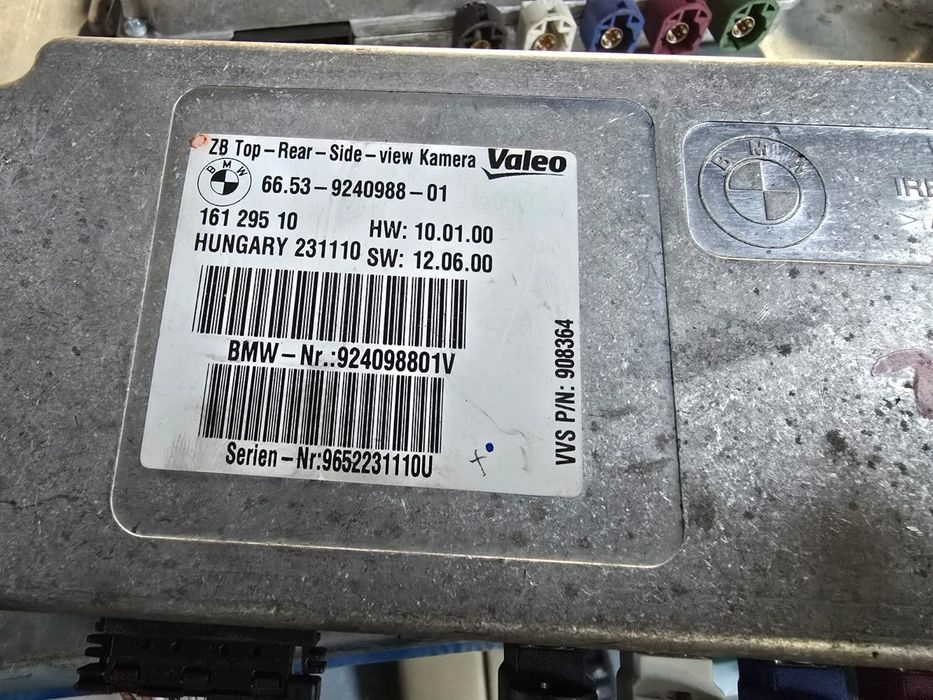 ZB Top-Rear-Side-view Kamera Valeo
BMW
66.53-9240988-01
161 295 10 HW: 10.01.00
HUNGARY 231110 SW: 12.06.00
BMW-Nr.:924098801V
Serien-Nr:9652231110U
VVS P/N: 908364